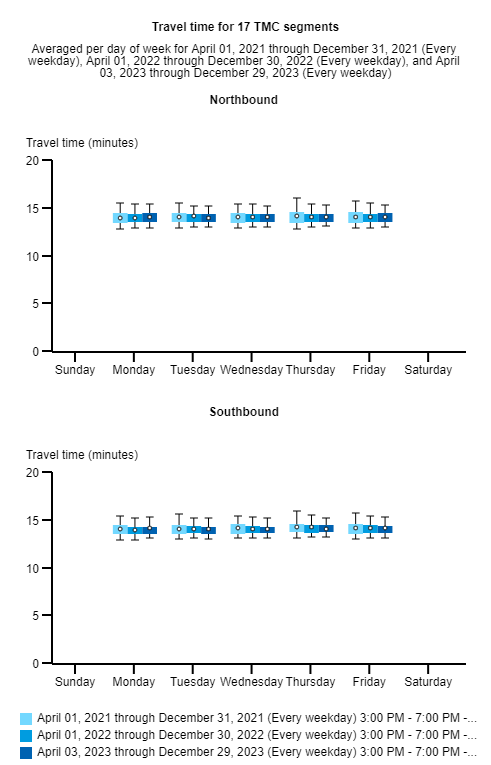 Travel time for 17 TMC segments
Averaged per day of week for April 01, 2021 through December 31, 2021 (Every
weekday), April 01, 2022 through December 30, 2022 (Every weekday), and April
03, 2023 through December 29, 2023 (Every weekday)
Northbound
Travel time (minutes)
20
15
10
5
0
Sunday Monday Tuesday Wednesday Thursday Friday Saturday
Southbound
Travel time (minutes)
20
15
10
5
0
Sunday Monday Tuesday Wednesday Thursday Friday Saturday
April 01, 2021 through December 31, 2021 (Every weekday) 3:00 PM - 7:00 PM -...
April 01, 2022 through December 30, 2022 (Every weekday) 3:00 PM - 7:00 PM -...
April 03, 2023 through December 29, 2023 (Every weekday) 3:00 PM - 7:00 PM -...